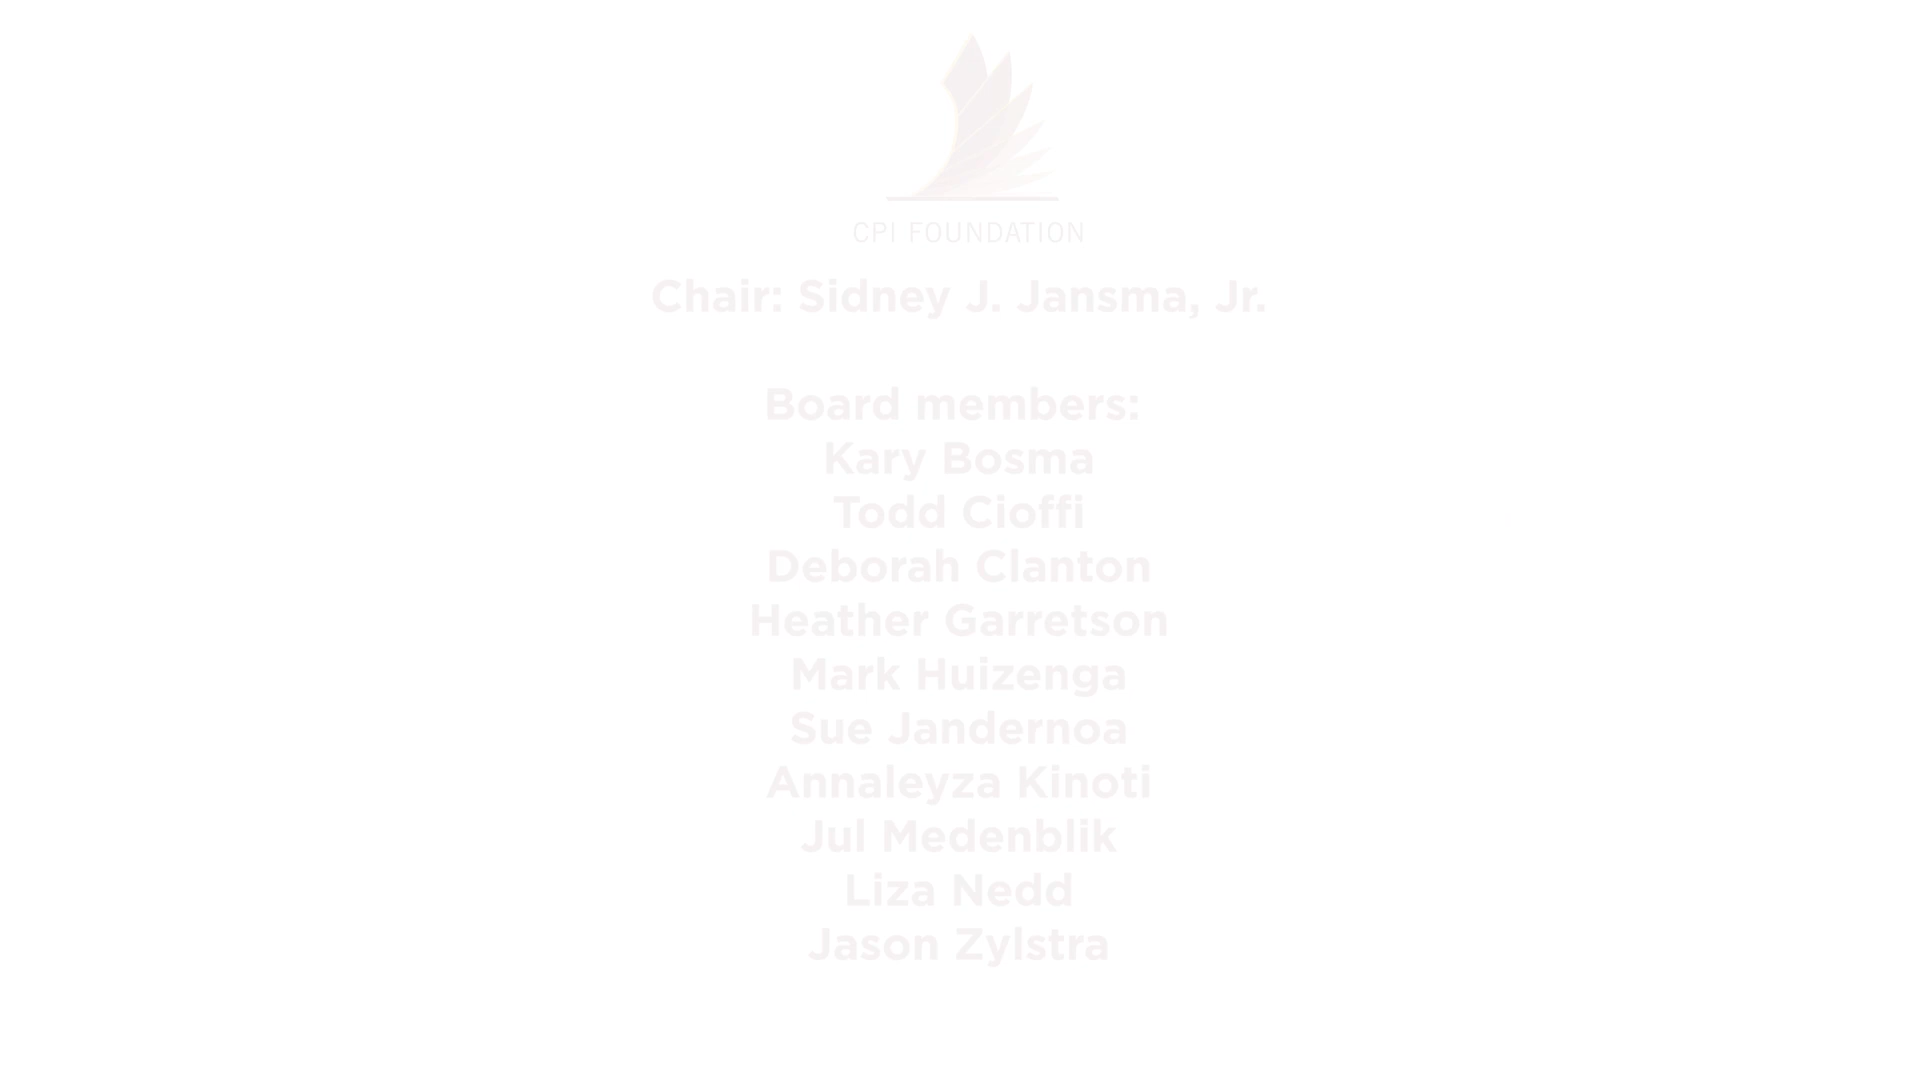 CPI FOUNDATION
Chair: Sidney J. Jansma, Jr.
Board members:
Kary Bosma
Todd Cioffi
Deborah Clanton
Heather Garretson
Mark Huizenga
Sue Jandernoa
Annaleyza Kinoti
Jul Medenblik
Liza Nedd
Jason Zylstra